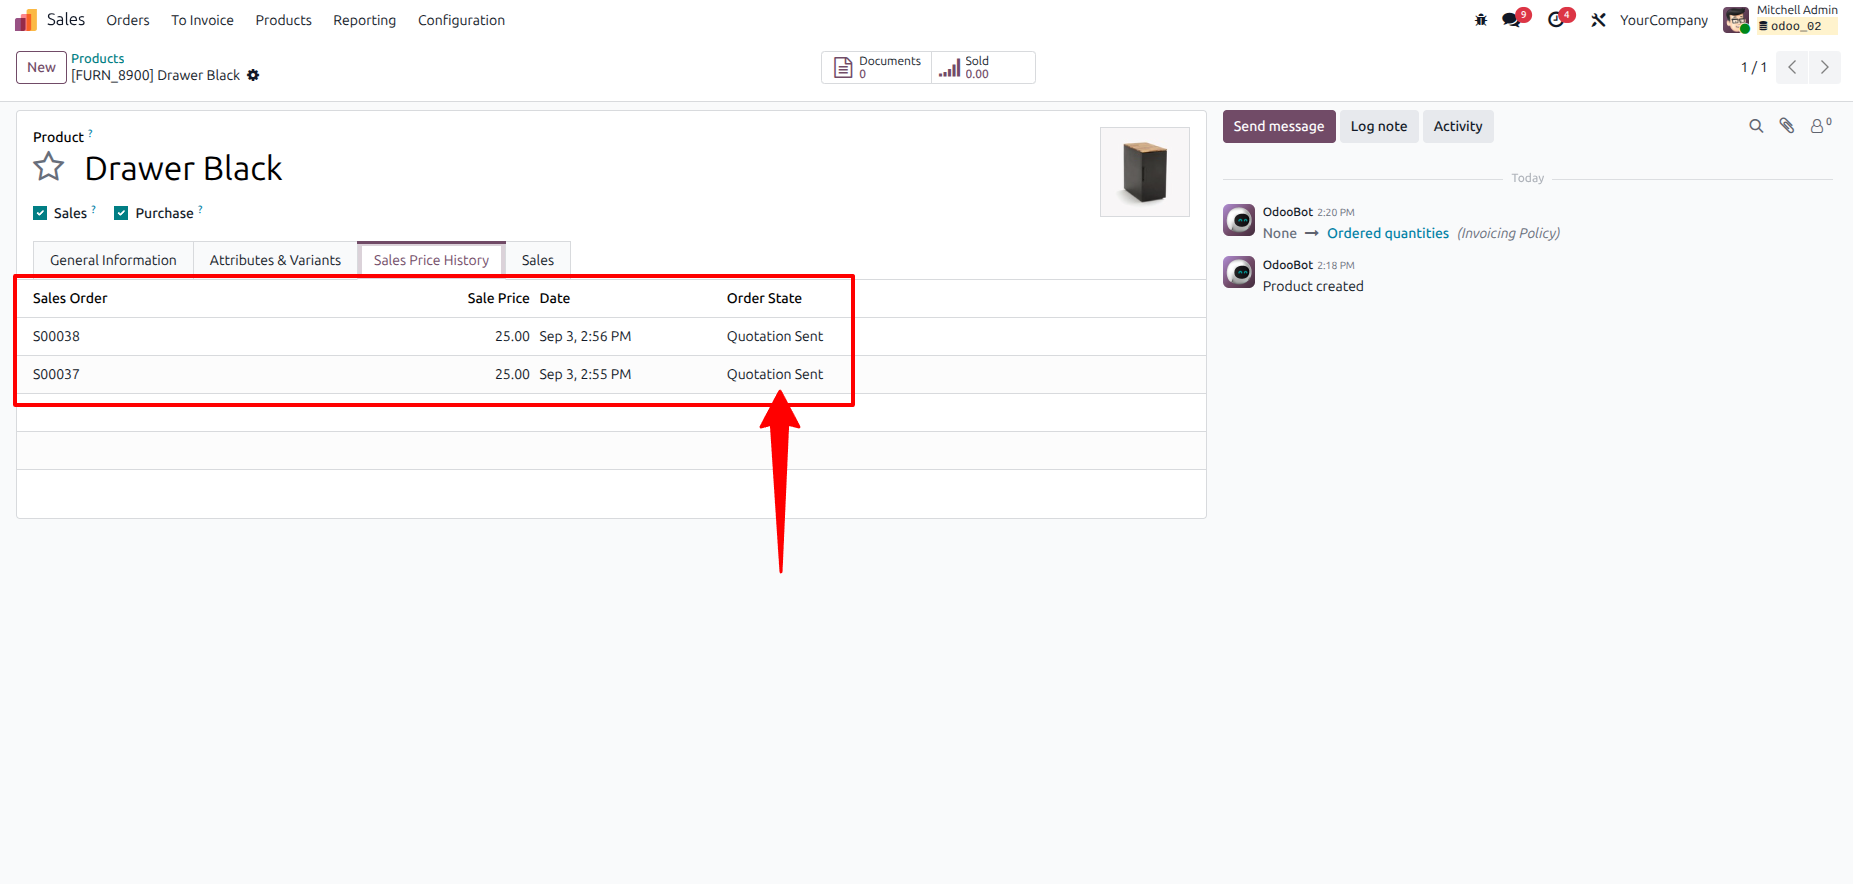 Sales Orders To Invoice Products Reporting Configuration 9 4 YourCompany Mitchell Admin
odoo_02
New Products Documents 0 Sold 0.00 1 / 1
[FURN_8900] Drawer Black
Product ?
Drawer Black
Sales ? Purchase ?
General Information Attributes & Variants Sales Price History Sales
Sales Order Sale Price Date Order State
S00038 25.00 Sep 3, 2:56 PM Quotation Sent
S00037 25.00 Sep 3, 2:55 PM Quotation Sent
Send message Log note Activity 0
Today
OdooBot 2:20 PM
None → Ordered quantities (Invoicing Policy)
OdooBot 2:18 PM
Product created